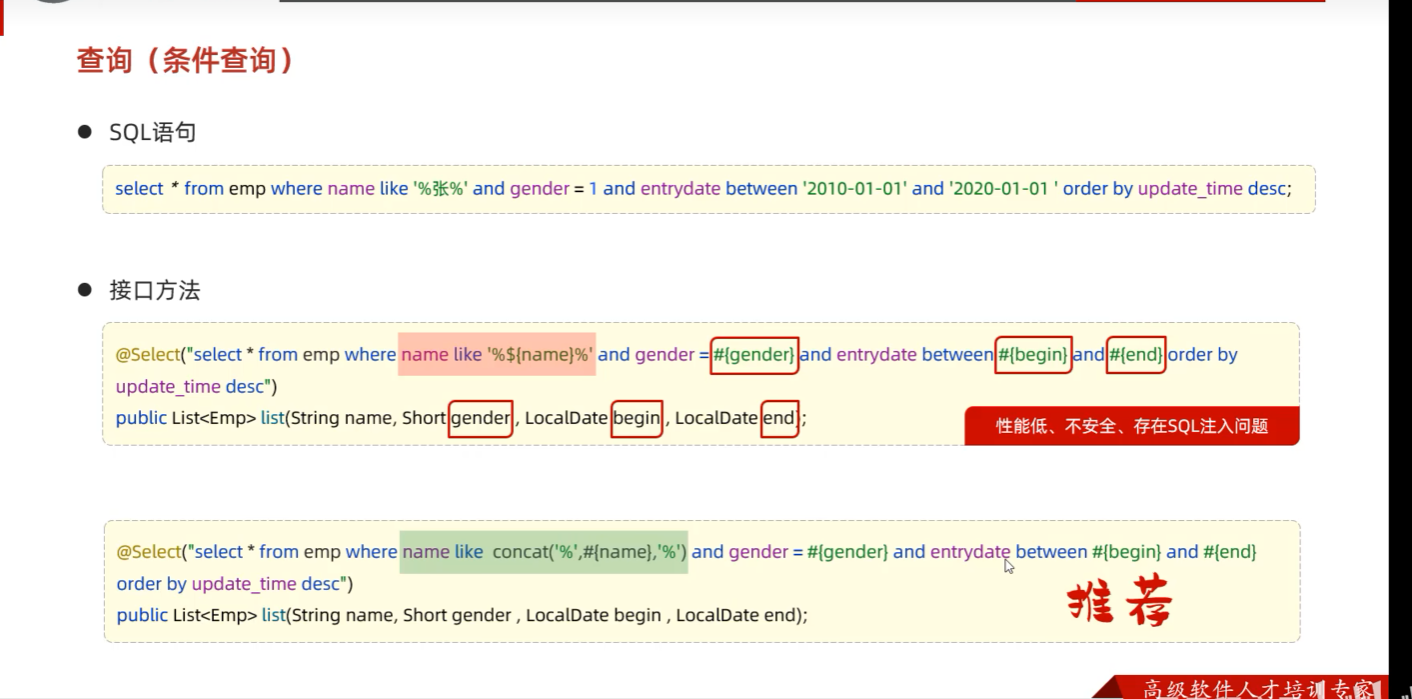 查询（条件查询）
SQL语句
select * from emp where name like '%张%' and gender = 1 and entrydate between '2010-01-01' and '2020-01-01 ' order by update_time desc;
接口方法
@Select("select * from emp where name like '%${name}%' and gender = #{gender} and entrydate between #{begin} and #{end} order by
update_time desc")
public List<Emp> list(String name, Short gender , LocalDate begin , LocalDate end);
性能低、不安全、存在SQL注入问题
@Select("select * from emp where name like  concat('%',#{name},'%') and gender = #{gender} and entrydate between #{begin} and #{end}
order by update_time desc")
public List<Emp> list(String name, Short gender , LocalDate begin , LocalDate end);
推荐
高级软件人才培训专家